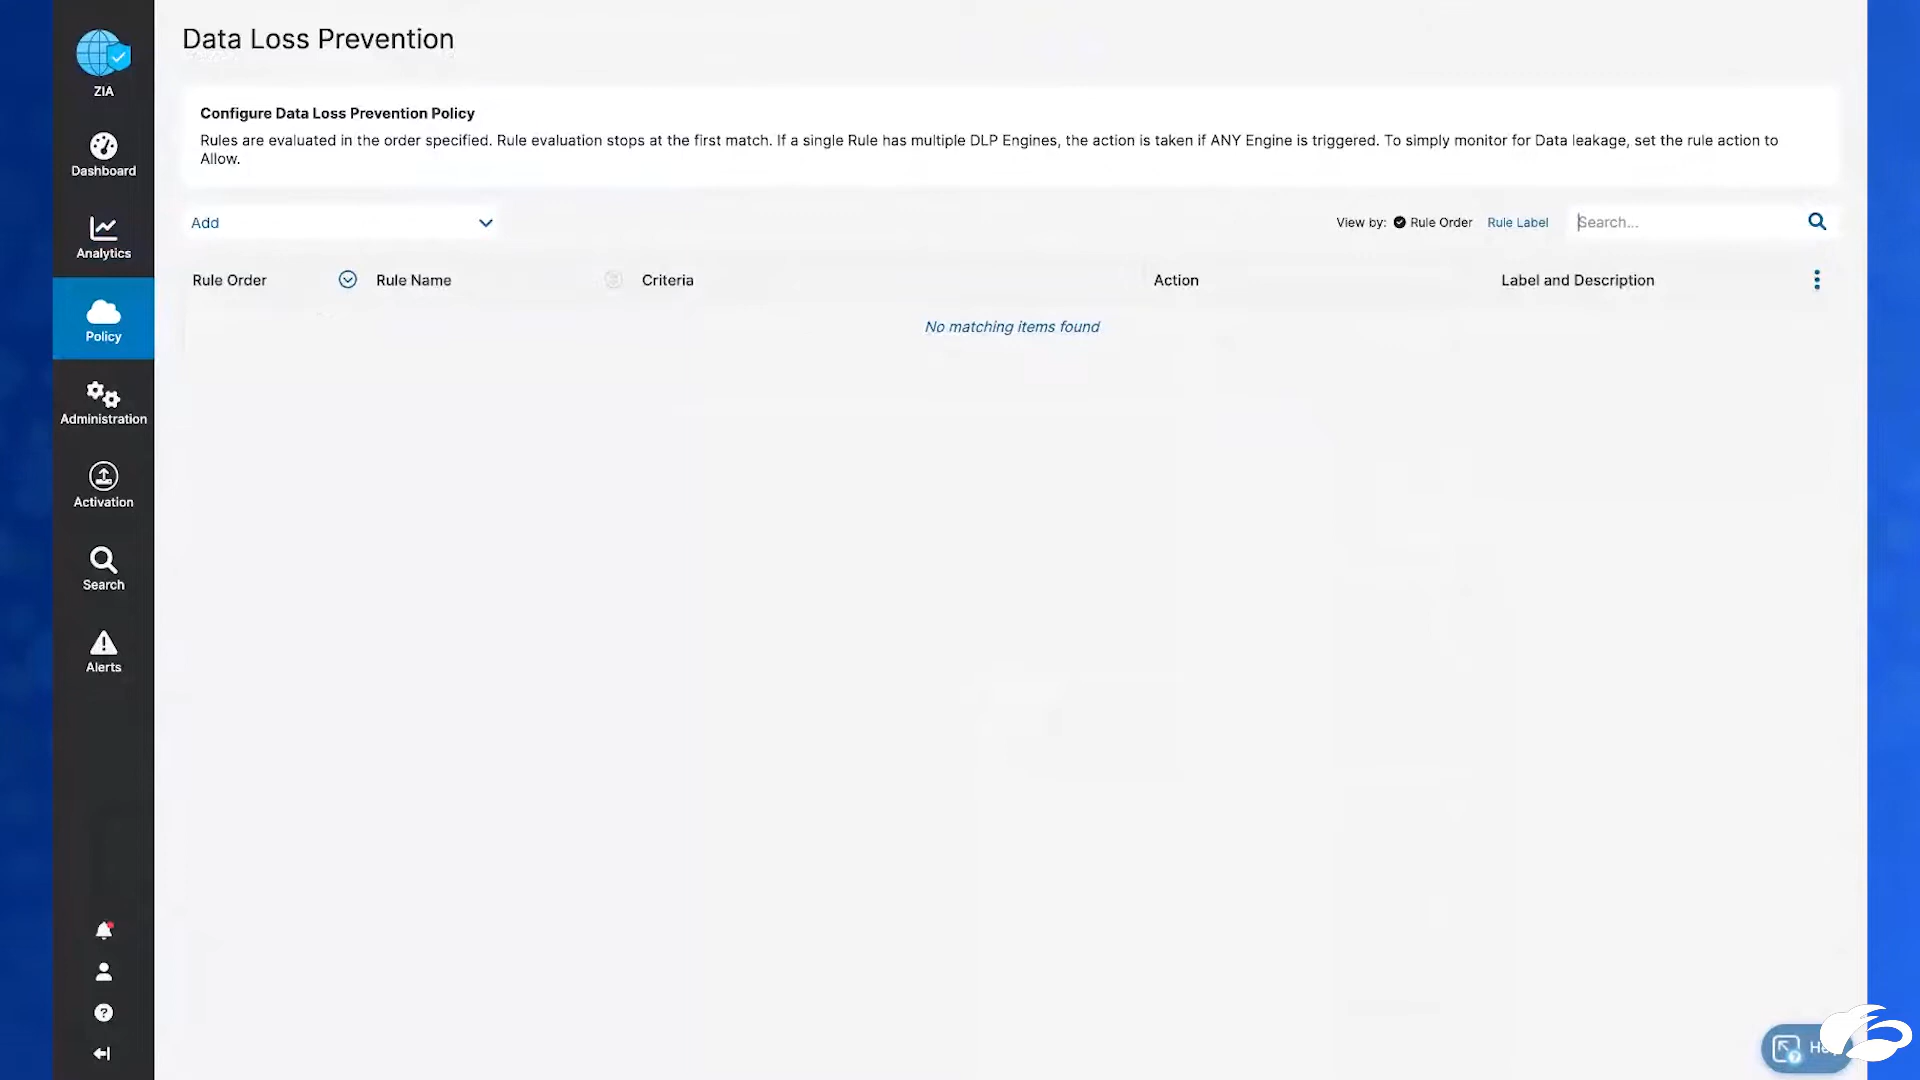 Data Loss Prevention
ZIA
Configure Data Loss Prevention Policy
Rules are evaluated in the order specified. Rule evaluation stops at the first match. If a single Rule has multiple DLP Engines, the action is taken if ANY Engine is triggered. To simply monitor for Data leakage, set the rule action to
Allow.
Dashboard
Add
View by: Rule Order Rule Label Search...
Analytics
Rule Order Rule Name Criteria Action Label and Description
No matching items found
Policy
Administration
Activation
Search
Alerts